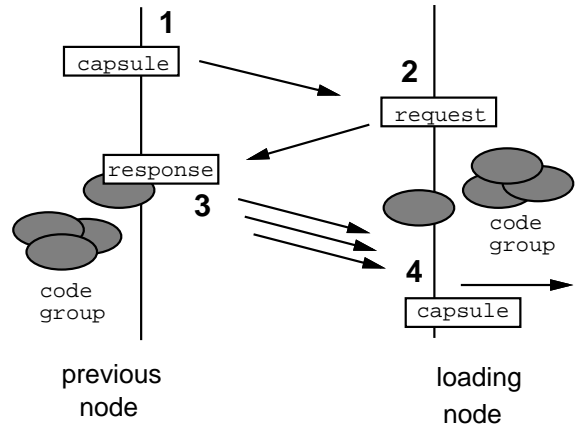 1
capsule
2
request
response
3
code
group
code
group
4
capsule
previous
node
loading
node